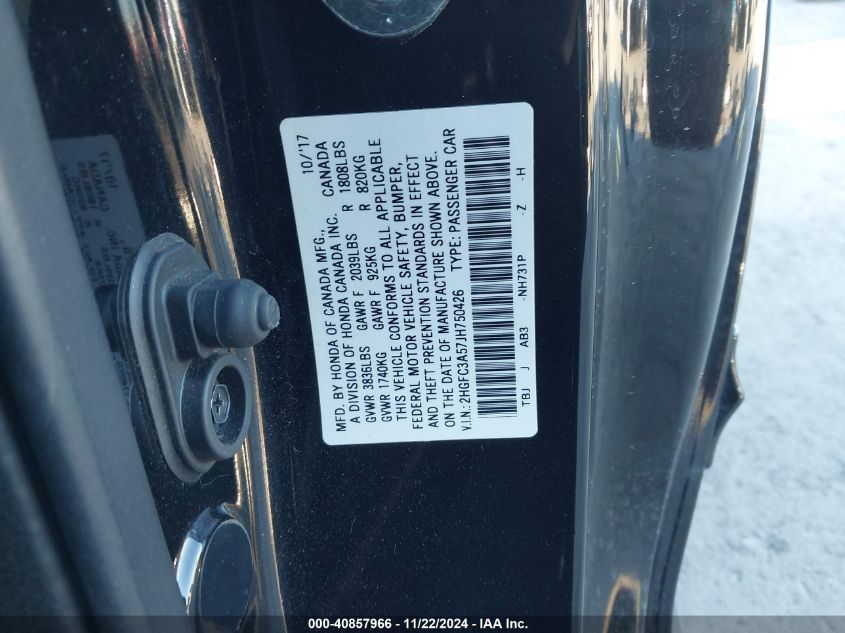 MFD. BY HONDA OF CANADA MFG., 10/'17
A DIVISION OF HONDA CANADA INC. CANADA
GVWR 3836LBS GAWR F 2039LBS R 1808LBS
GVWR 1740KG GAWR F 925KG R 820KG
THIS VEHICLE CONFORMS TO ALL APPLICABLE
FEDERAL MOTOR VEHICLE SAFETY, BUMPER,
AND THEFT PREVENTION STANDARDS IN EFFECT
ON THE DATE OF MANUFACTURE SHOWN ABOVE.
V.I.N.: 2HGFC3A57JH750426 TYPE: PASSENGER CAR
TBJ J AB3 -NH731P -Z -H
000-40857966 - 11/22/2024 - IAA Inc.